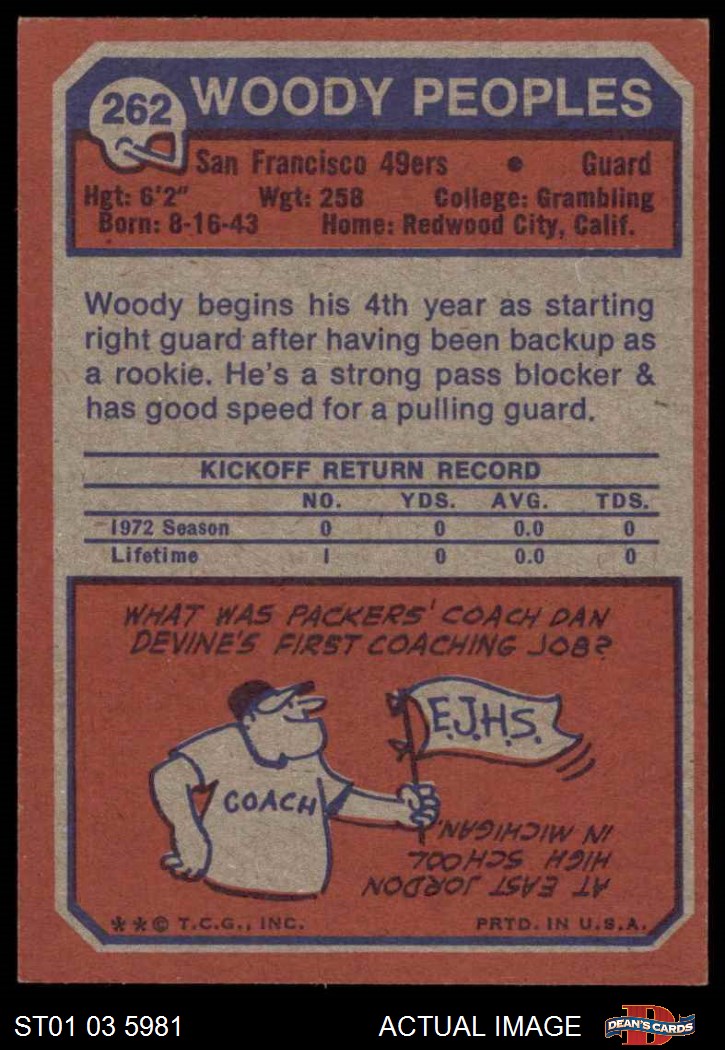 262
WOODY PEOPLES
San Francisco 49ers • Guard
Hgt: 6'2" Wgt: 258 College: Grambling
Born: 8-16-43 Home: Redwood City, Calif.
Woody begins his 4th year as starting
right guard after having been backup as
a rookie. He's a strong pass blocker &
has good speed for a pulling guard.
KICKOFF RETURN RECORD
NO. YDS. AVG. TDS.
1972 Season 0 0 0.0 0
Lifetime 1 0 0.0 0
WHAT WAS PACKERS' COACH DAN
DEVINE'S FIRST COACHING JOB?
E.J.H.S.
COACH
AT EAST JORDON
HIGH SCHOOL
IN MICHIGAN.
**© T.C.G., INC. PRTD. IN U.S.A.
ST01 03 5981 ACTUAL IMAGE
D
DEAN'S CARDS